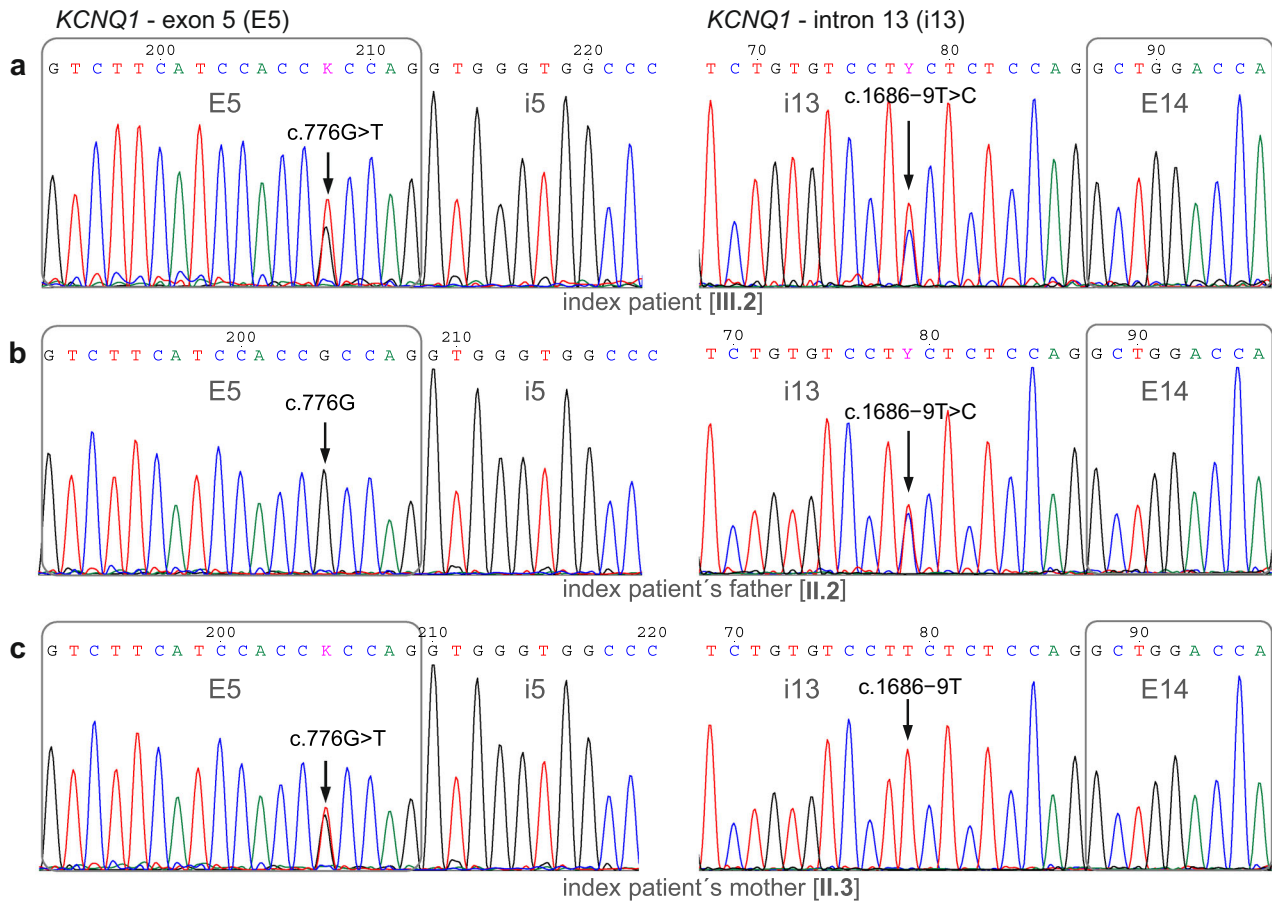 KCNQ1 - exon 5 (E5) KCNQ1 - intron 13 (i13)
a
200 210 220 70 80 90
G T C T T C A T C C A C C K C C A G G T G G G T G G C C C T C T G T G T C C T Y C T C T C C A G G C T G G A C C A
E5 i5 i13 c.1686−9T>C E14
c.776G>T
index patient [III.2]
b
200 210 70 80 90
G T C T T C A T C C A C C G C C A G G T G G G T G G C C C T C T G T G T C C T Y C T C T C C A G G C T G G A C C A
E5 i5 i13 E14
c.776G c.1686−9T>C
index patient´s father [II.2]
c
200 210 220 70 80 90
G T C T T C A T C C A C C K C C A G G T G G G T G G C C C T C T G T G T C C T T C T C T C C A G G C T G G A C C A
E5 i5 i13 c.1686−9T E14
c.776G>T
index patient´s mother [II.3]